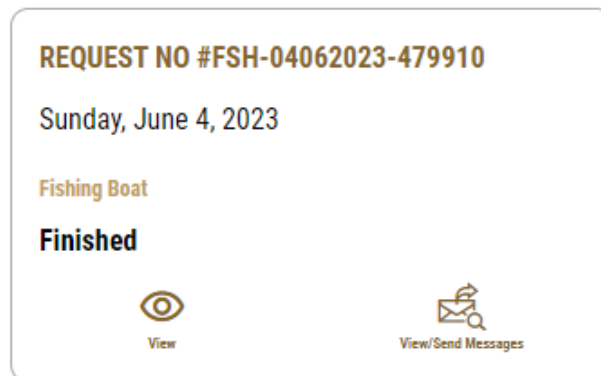 REQUEST NO #FSH-04062023-479910
Sunday, June 4, 2023
Fishing Boat
Finished
View
View/Send Messages